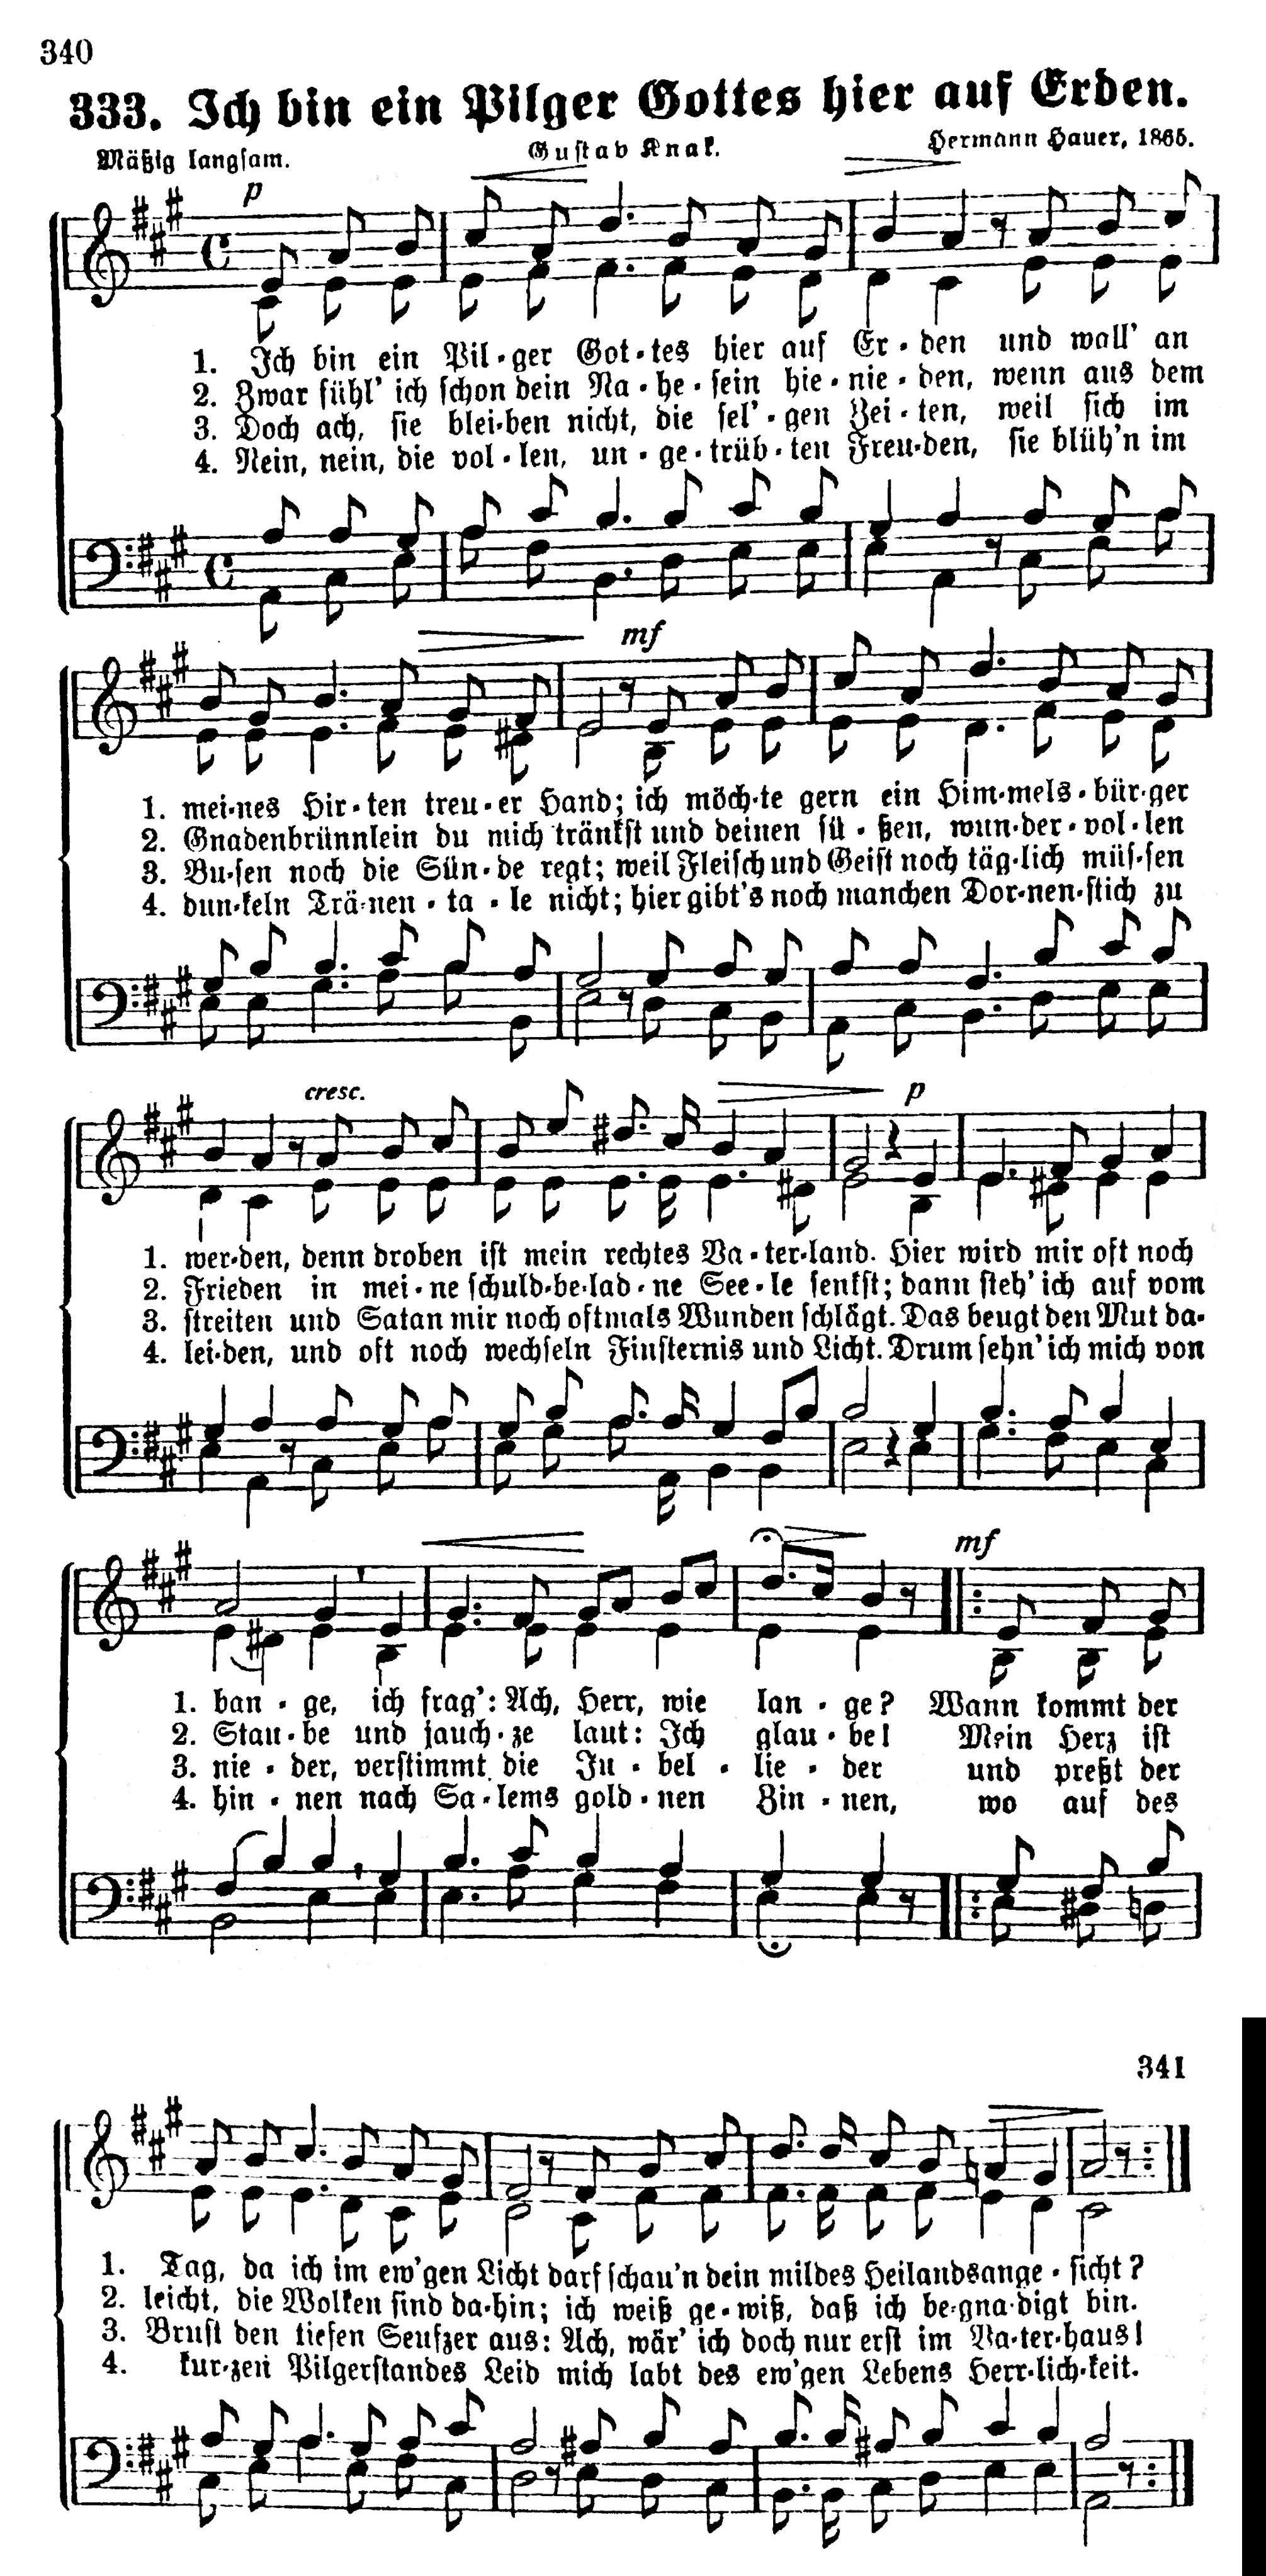 340
333. Ich bin ein Pilger Gottes hier auf Erden.
Mäßig langsam. Gustav Knak. Hermann Hauer, 1865.
p
1. Ich bin ein Pil-ger Got-tes hier auf Er-den und wall' an
2. Zwar fühl' ich schon dein Na-he-sein hie-nie-den, wenn aus dem
3. Doch ach, sie blei-ben nicht, die sel'-gen Zei-ten, weil sich im
4. Nein, nein, die vol-len, un-ge-trüb-ten Freu-den, sie blüh'n im
mf
1. mei-nes Hir-ten treu-er Hand; ich möch-te gern ein Him-mels-bür-ger
2. Gnadenbrünnlein du mich tränkst und deinen sü-ßen, wun-der-vol-len
3. Bu-sen noch die Sün-de regt; weil Fleisch und Geist noch täg-lich müs-sen
4. dun-keln Trä-nen-ta-le nicht; hier gibt's noch manchen Dor-nen-stich zu
cresc. p
1. wer-den, denn droben ist mein rechtes Va-ter-land. Hier wird mir oft noch
2. Frieden in mei-ne schuld-be-lad-ne See-le senkst; dann steh' ich auf vom
3. streiten und Satan mir noch oftmals Wunden schlägt. Das beugt den Mut da-
4. lei-den, und oft noch wechseln Finsternis und Licht. Drum sehn' ich mich von
mf
1. ban-ge, ich frag': Ach, Herr, wie lan-ge? Wann kommt der
2. Stau-be und jauch-ze laut: Ich glau-be! Mein Herz ist
3. nie-der, verstimmt die Ju-bel-lie-der und preßt der
4. hin-nen nach Sa-lems gold-nen Zin-nen, wo auf des
341
1. Tag, da ich im ew'gen Licht darf schau'n dein mildes Heilandsange-sicht?
2. leicht, die Wolken sind da-hin; ich weiß ge-wiß, daß ich be-gna-digt bin.
3. Brust den tiefen Seufzer aus: Ach, wär' ich doch nur erst im Va-ter-haus!
4. kur-zen Pilgerstandes Leid mich labt des ew'gen Lebens Herr-lich-keit.